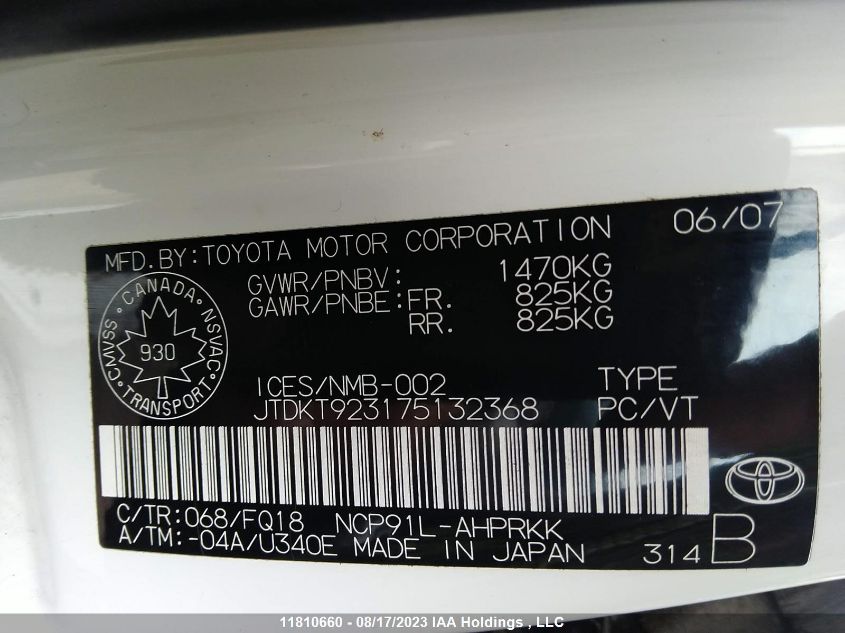 06/07
MFD.BY:TOYOTA MOTOR CORPORATION
GVWR/PNBV: 1470KG
GAWR/PNBE: FR. 825KG
RR. 825KG
CANADA
CMVSS NSVAC
930
TRANSPORT
ICES/NMB-002 TYPE
JTDKT923175132368 PC/VT
C/TR:068/FQ18 NCP91L-AHPRKK
A/TM:-04A/U340E MADE IN JAPAN 314 B
11810660 - 08/17/2023 IAA Holdings , LLC